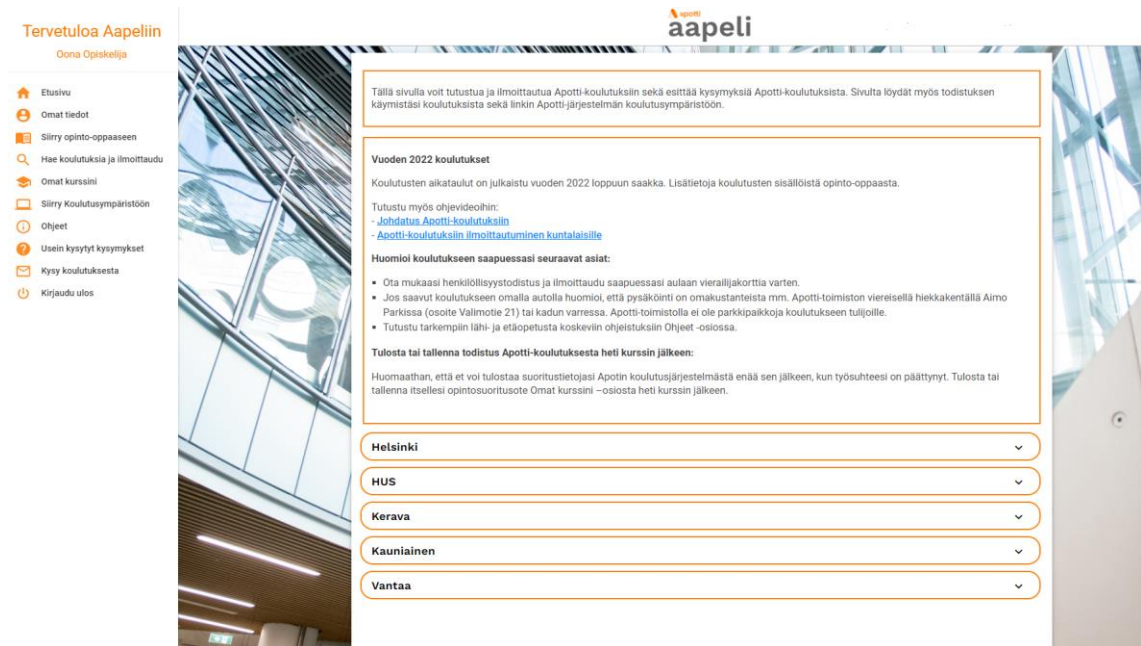 Tervetuloa Aapeliin
Oona Opiskelija
Etusivu
Omat tiedot
Siirry opinto-oppaaseen
Hae koulutuksia ja ilmoittaudu
Omat kurssini
Siirry Koulutusympäristöön
Ohjeet
Usein kysytyt kysymykset
Kysy koulutuksesta
Kirjaudu ulos
apotti
aapeli
Tällä sivulla voit tutustua ja ilmoittautua Apotti-koulutuksiin sekä esittää kysymyksiä Apotti-koulutuksista. Sivulta löydät myös todistuksen
käymistäsi koulutuksista sekä linkin Apotti-järjestelmän koulutusympäristöön.
Vuoden 2022 koulutukset
Koulutusten aikataulut on julkaistu vuoden 2022 loppuun saakka. Lisätietoja koulutusten sisällöistä opinto-oppaasta.
Tutustu myös ohjevideoihin:
- Johdatus Apotti-koulutuksiin
- Apotti-koulutuksiin ilmoittautuminen kuntalaisille
Huomioi koulutukseen saapuessasi seuraavat asiat:
▪ Ota mukaasi henkilöllisyystodistus ja ilmoittaudu saapuessasi aulaan vierailijakorttia varten.
▪ Jos saavut koulutukseen omalla autolla huomioi, että pysäköinti on omakustanteista mm. Apotti-toimiston viereisellä hiekkakentällä Aimo
Parkissa (osoite Valimotie 21) tai kadun varressa. Apotti-toimistolla ei ole parkkipaikkoja koulutukseen tulijoille.
▪ Tutustu tarkempiin lähi- ja etäopetusta koskeviin ohjeistuksiin Ohjeet -osiossa.
Tulosta tai tallenna todistus Apotti-koulutuksesta heti kurssin jälkeen:
Huomaathan, että et voi tulostaa suoritustietojasi Apotin koulutusjärjestelmästä enää sen jälkeen, kun työsuhteesi on päättynyt. Tulosta tai
tallenna itsellesi opintosuoritusote Omat kurssini –osiosta heti kurssin jälkeen.
Helsinki
HUS
Kerava
Kauniainen
Vantaa